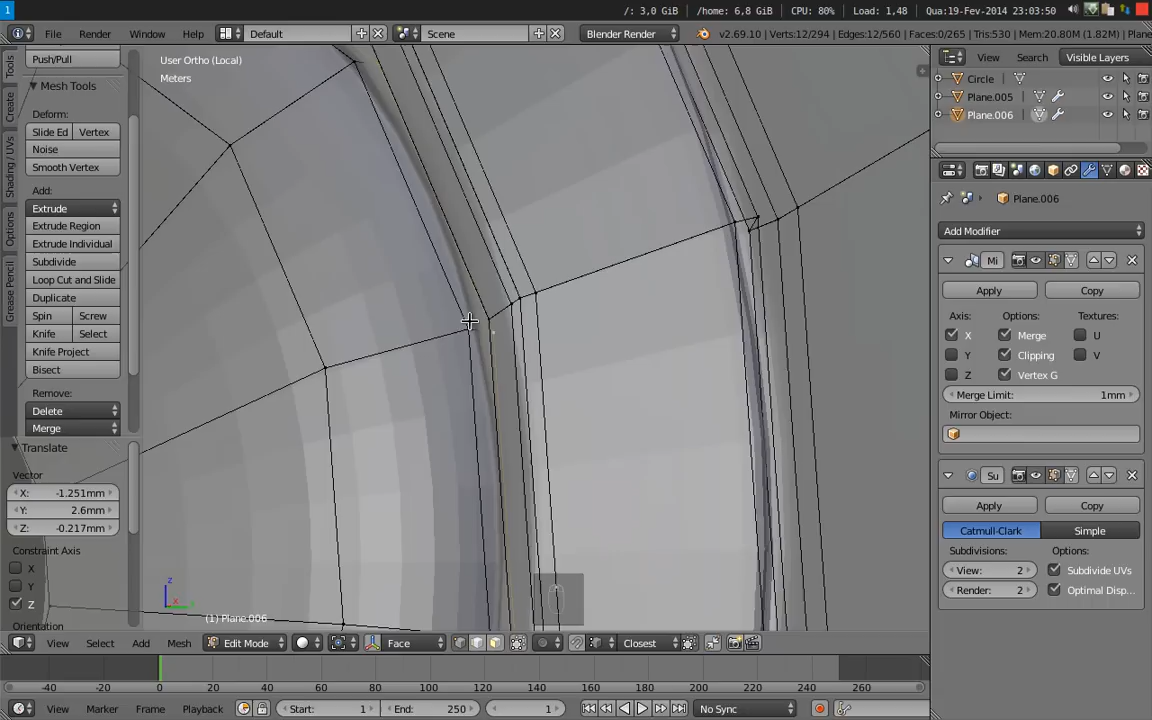 1
/: 3,0 GiB
/home: 6,8 GiB
CPU: 80%
Load: 1,48
Qua:19-Fev-2014 23:03:50
File
Render
Window
Help
Default
Scene
Blender Render
v2.69.10 | Verts:12/294 | Edges:12/560 | Faces:0/265 | Tris:530 | Mem:20.80M (1.82M) | Plane
Tools
Create
Shading / UVs
Options
Grease Pencil
Push/Pull
Mesh Tools
Deform:
Slide Ed
Vertex
Noise
Smooth Vertex
Add:
Extrude
Extrude Region
Extrude Individual
Subdivide
Loop Cut and Slide
Duplicate
Spin
Screw
Knife
Select
Knife Project
Bisect
Remove:
Delete
Merge
Translate
Vector
X: -1.251mm
Y: 2.6mm
Z: -0.217mm
Constraint Axis
X
Y
Z
Orientation
User Ortho (Local)
Meters
z
x
(1) Plane.006
View
Select
Add
Mesh
Edit Mode
Face
Closest
-40 -20 0 20 40 60 80 100 120 140 160 180 200 220 240 260
View
Marker
Frame
Playback
Start: 1
End: 250
1
No Sync
View
Search
Visible Layers
Circle
Plane.005
Plane.006
Plane.006
Add Modifier
Mi
Apply
Copy
Axis:
Options:
Textures:
X
Merge
U
Y
Clipping
V
Z
Vertex G
Merge Limit: 1mm
Mirror Object:
Su
Apply
Copy
Catmull-Clark
Simple
Subdivisions:
Options:
View: 2
Subdivide UVs
Render: 2
Optimal Disp...